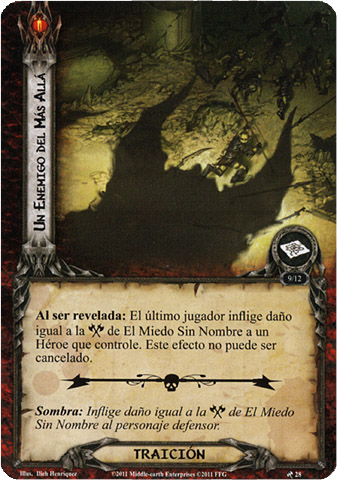 UN ENEMIGO DEL MÁS ALLÁ
9/12
Al ser revelada: El último jugador inflige daño
igual a la de El Miedo Sin Nombre a un
Héroe que controle. Este efecto no puede ser
cancelado.
Sombra: Inflige daño igual a la de El Miedo
Sin Nombre al personaje defensor.
TRAICIÓN
Illus. Ilich Henriquez
©2011 Middle-earth Enterprises ©2011 FFG
28